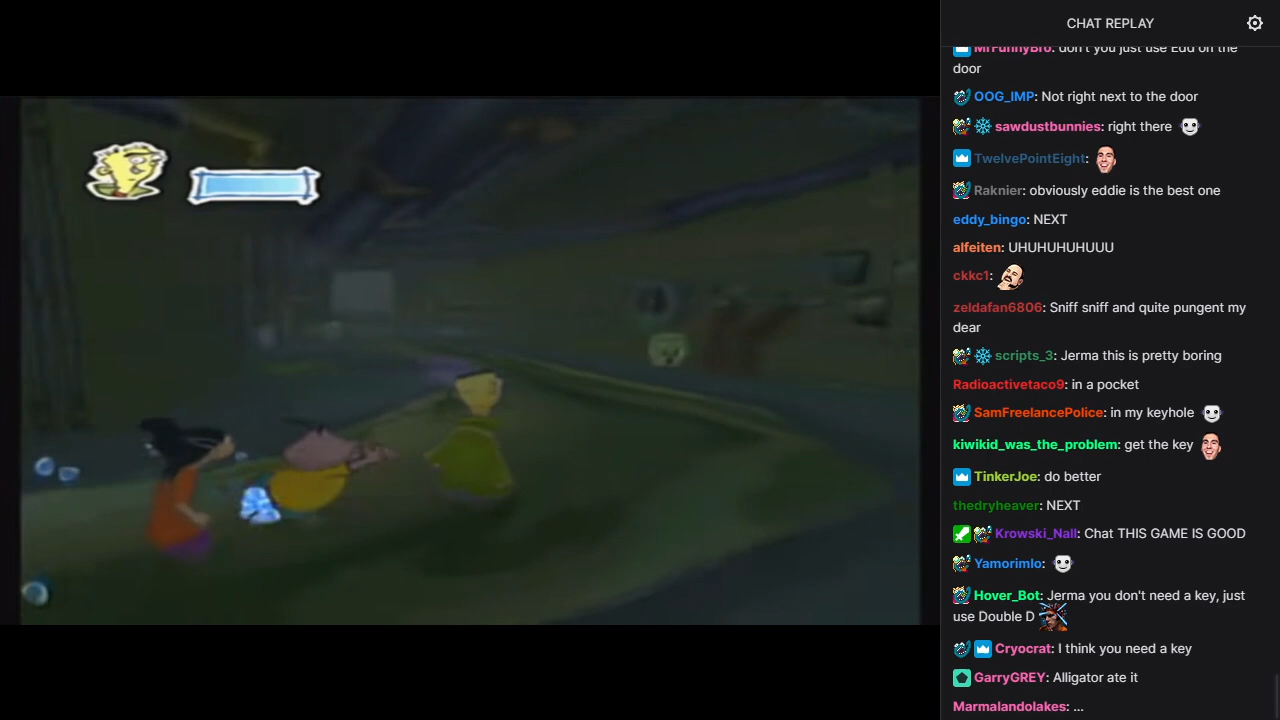 CHAT REPLAY
MrFunnyBro: don't you just use Edd on the
door
OOG_IMP: Not right next to the door
sawdustbunnies: right there
TwelvePointEight:
Raknier: obviously eddie is the best one
eddy_bingo: NEXT
alfeiten: UHUHUHUHUUU
ckkc1:
zeldafan6806: Sniff sniff and quite pungent my
dear
scripts_3: Jerma this is pretty boring
Radioactivetaco9: in a pocket
SamFreelancePolice: in my keyhole
kiwikid_was_the_problem: get the key
TinkerJoe: do better
thedryheaver: NEXT
Krowski_Nall: Chat THIS GAME IS GOOD
Yamorimlo:
Hover_Bot: Jerma you don't need a key, just
use Double D
Cryocrat: I think you need a key
GarryGREY: Alligator ate it
Marmalandolakes: ...